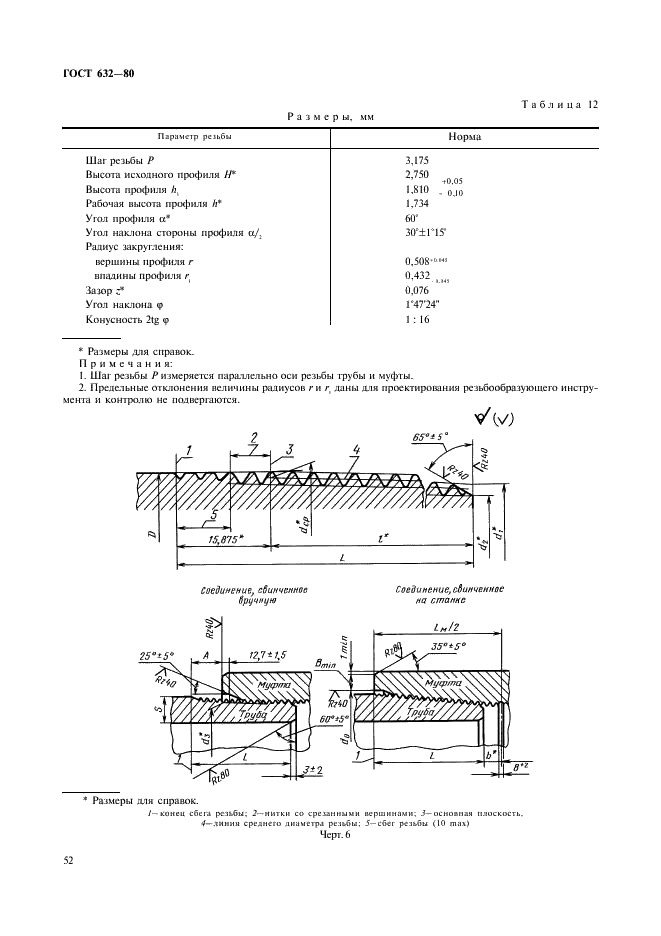 ГОСТ 632—80
Таблица 12
Размеры, мм
Параметр резьбы Норма
Шаг резьбы P 3,175
Высота исходного профиля H* 2,750
Высота профиля h₁ 1,810 +0,05 − 0,10
Рабочая высота профиля h* 1,734
Угол профиля α* 60°
Угол наклона стороны профиля α/₂ 30°±1°15′
Радиус закругления:
вершины профиля r 0,508+0,045
впадины профиля r₁ 0,432−0,045
Зазор z* 0,076
Угол наклона φ 1°47′24″
Конусность 2tg φ 1 : 16
* Размеры для справок.
Примечания:
1. Шаг резьбы P измеряется параллельно оси резьбы трубы и муфты.
2. Предельные отклонения величины радиусов r и r₁ даны для проектирования резьбообразующего инстру-
мента и контролю не подвергаются.
(√)
65°±5°
1 2 3 4
Rz40 Rz40
5
D
d*ср
15,875* l*
d*₂ d*₁
L
Соединение, свинченное
вручную
Соединение, свинченное
на станке
Rz40
25°±5° A 12,7±1,5
Rz40
Муфта
Труба
S
d*₃
60°±5°
1 L
3±2
Rz80
Lм/2
1 min
Rz80 35°±5°
Bmin
Муфта
Rz40
Труба
d₀
1 L b*
8+2
* Размеры для справок.
1—конец сбега резьбы; 2—нитки со срезанными вершинами; 3—основная плоскость,
4—линия среднего диаметра резьбы; 5—сбег резьбы (10 max)
Черт. 6
52